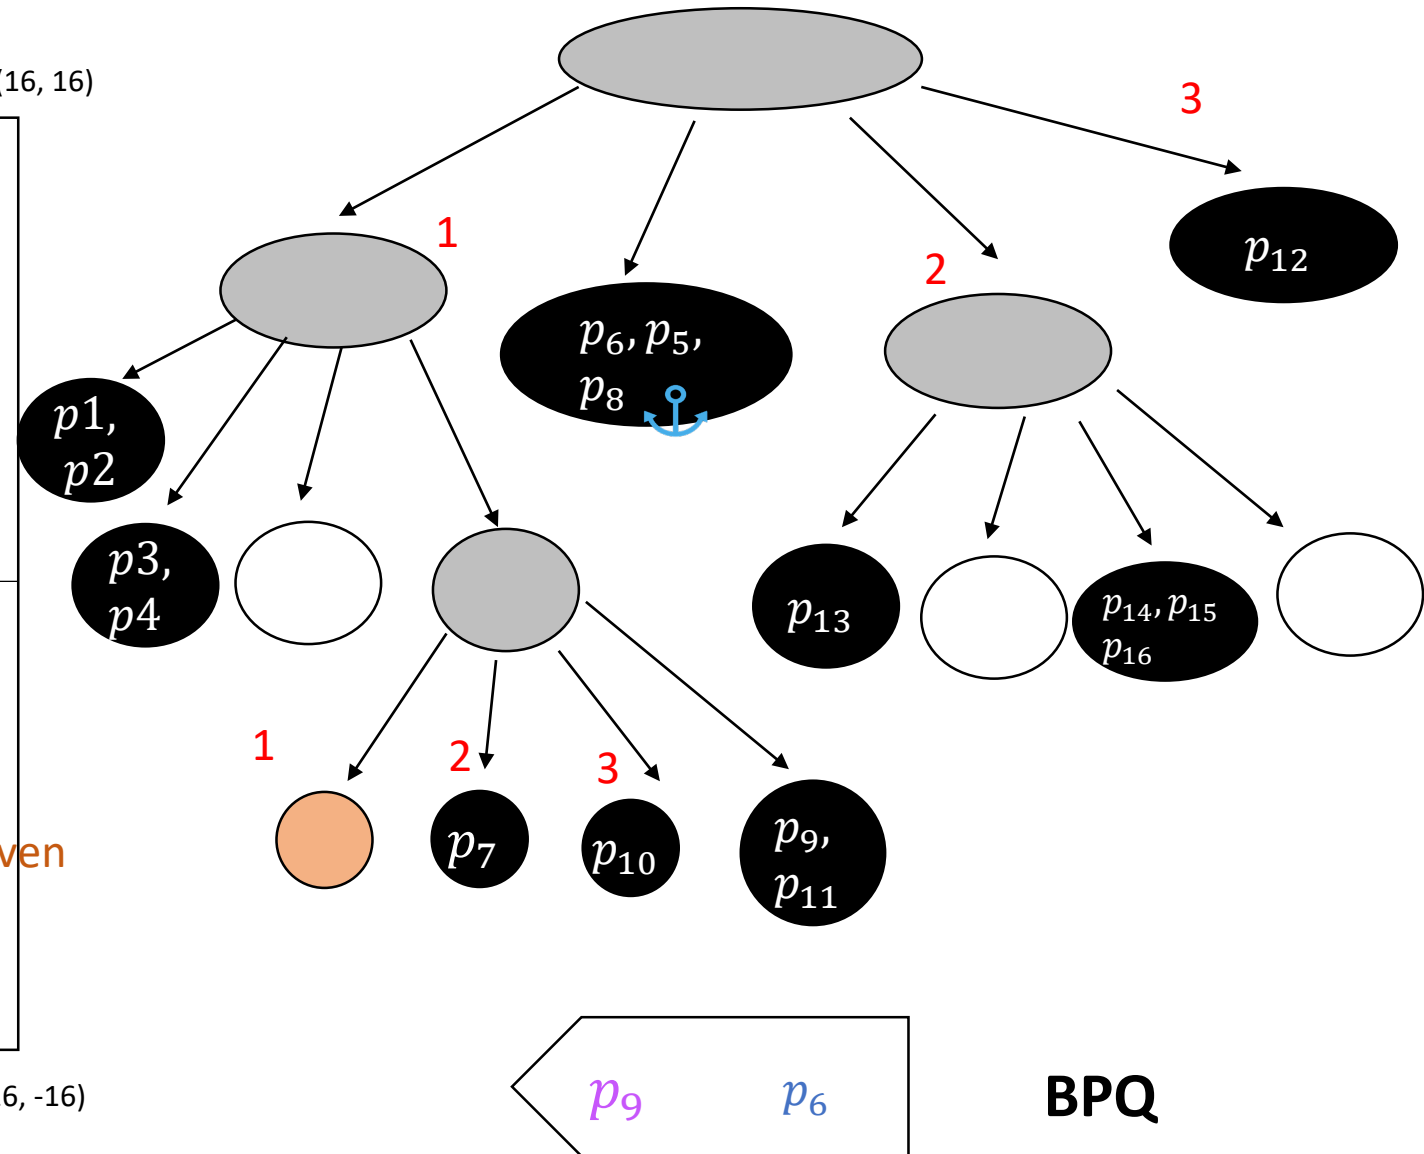 (16, 16)
3
1
2
p₁₂
p₆, p₅,
p₈
p1,
p2
p3,
p4
p₁₃
p₁₄, p₁₅
p₁₆
1
2
3
p₇
p₁₀
p₉,
p₁₁
ven
6, -16)
p₉ p₆
BPQ